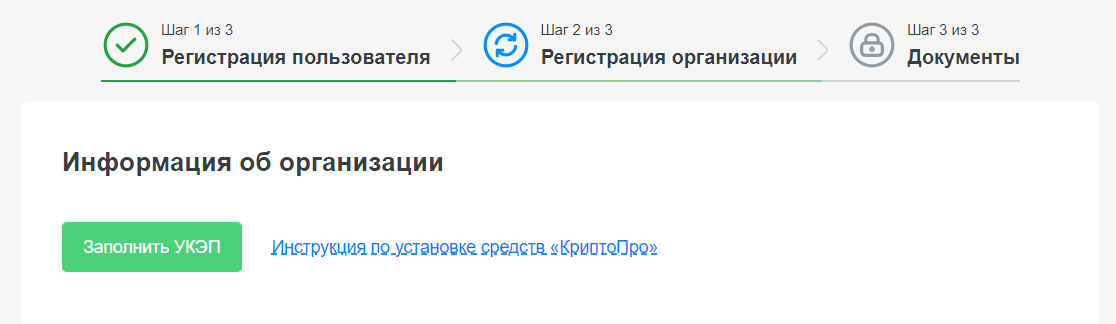 Шаг 1 из 3
Регистрация пользователя
Шаг 2 из 3
Регистрация организации
Шаг 3 из 3
Документы
Информация об организации
Заполнить УКЭП
Инструкция по установке средств «КриптоПро»